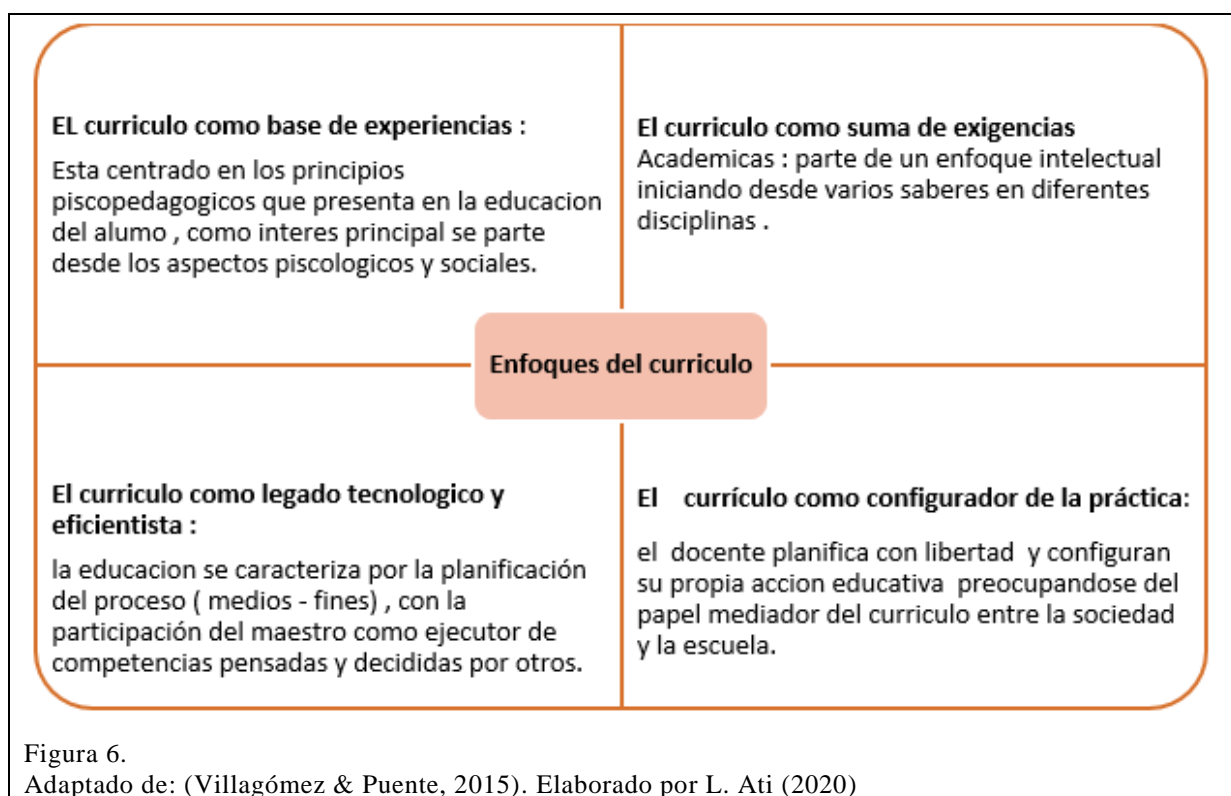 EL curriculo como base de experiencias :
Esta centrado en los principios
piscopedagogicos que presenta en la educacion
del alumo , como interes principal se parte
desde los aspectos piscologicos y sociales.
El curriculo como suma de exigencias
Academicas : parte de un enfoque intelectual
iniciando desde varios saberes en diferentes
disciplinas .
Enfoques del curriculo
El curriculo como legado tecnologico y
eficientista :
la educacion se caracteriza por la planificación
del proceso ( medios - fines) , con la
participación del maestro como ejecutor de
competencias pensadas y decididas por otros.
El currículo como configurador de la práctica:
el docente planifica con libertad y configuran
su propia accion educativa preocupandose del
papel mediador del curriculo entre la sociedad
y la escuela.
Figura 6.
Adaptado de: (Villagómez & Puente, 2015). Elaborado por L. Ati (2020)